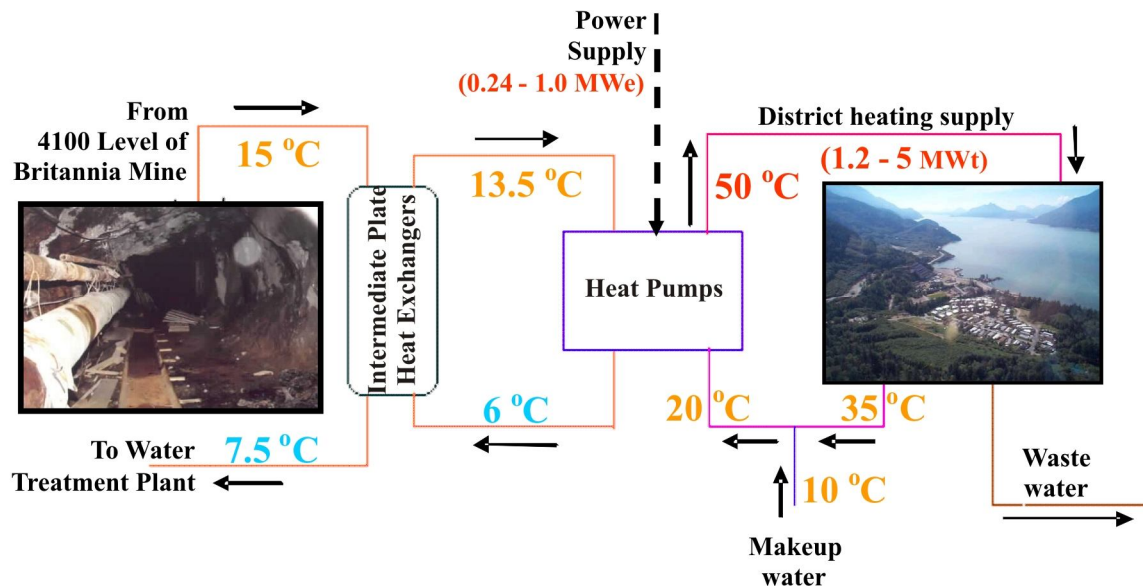 Power
Supply
(0.24 - 1.0 MWe)
From
4100 Level of
Britannia Mine
15 °C
13.5 °C
District heating supply
(1.2 - 5 MWt)
50 °C
Intermediate Plate
Heat Exchangers
Heat Pumps
6 °C
20 °C
35 °C
To Water
Treatment Plant
7.5 °C
10 °C
Makeup
water
Waste
water